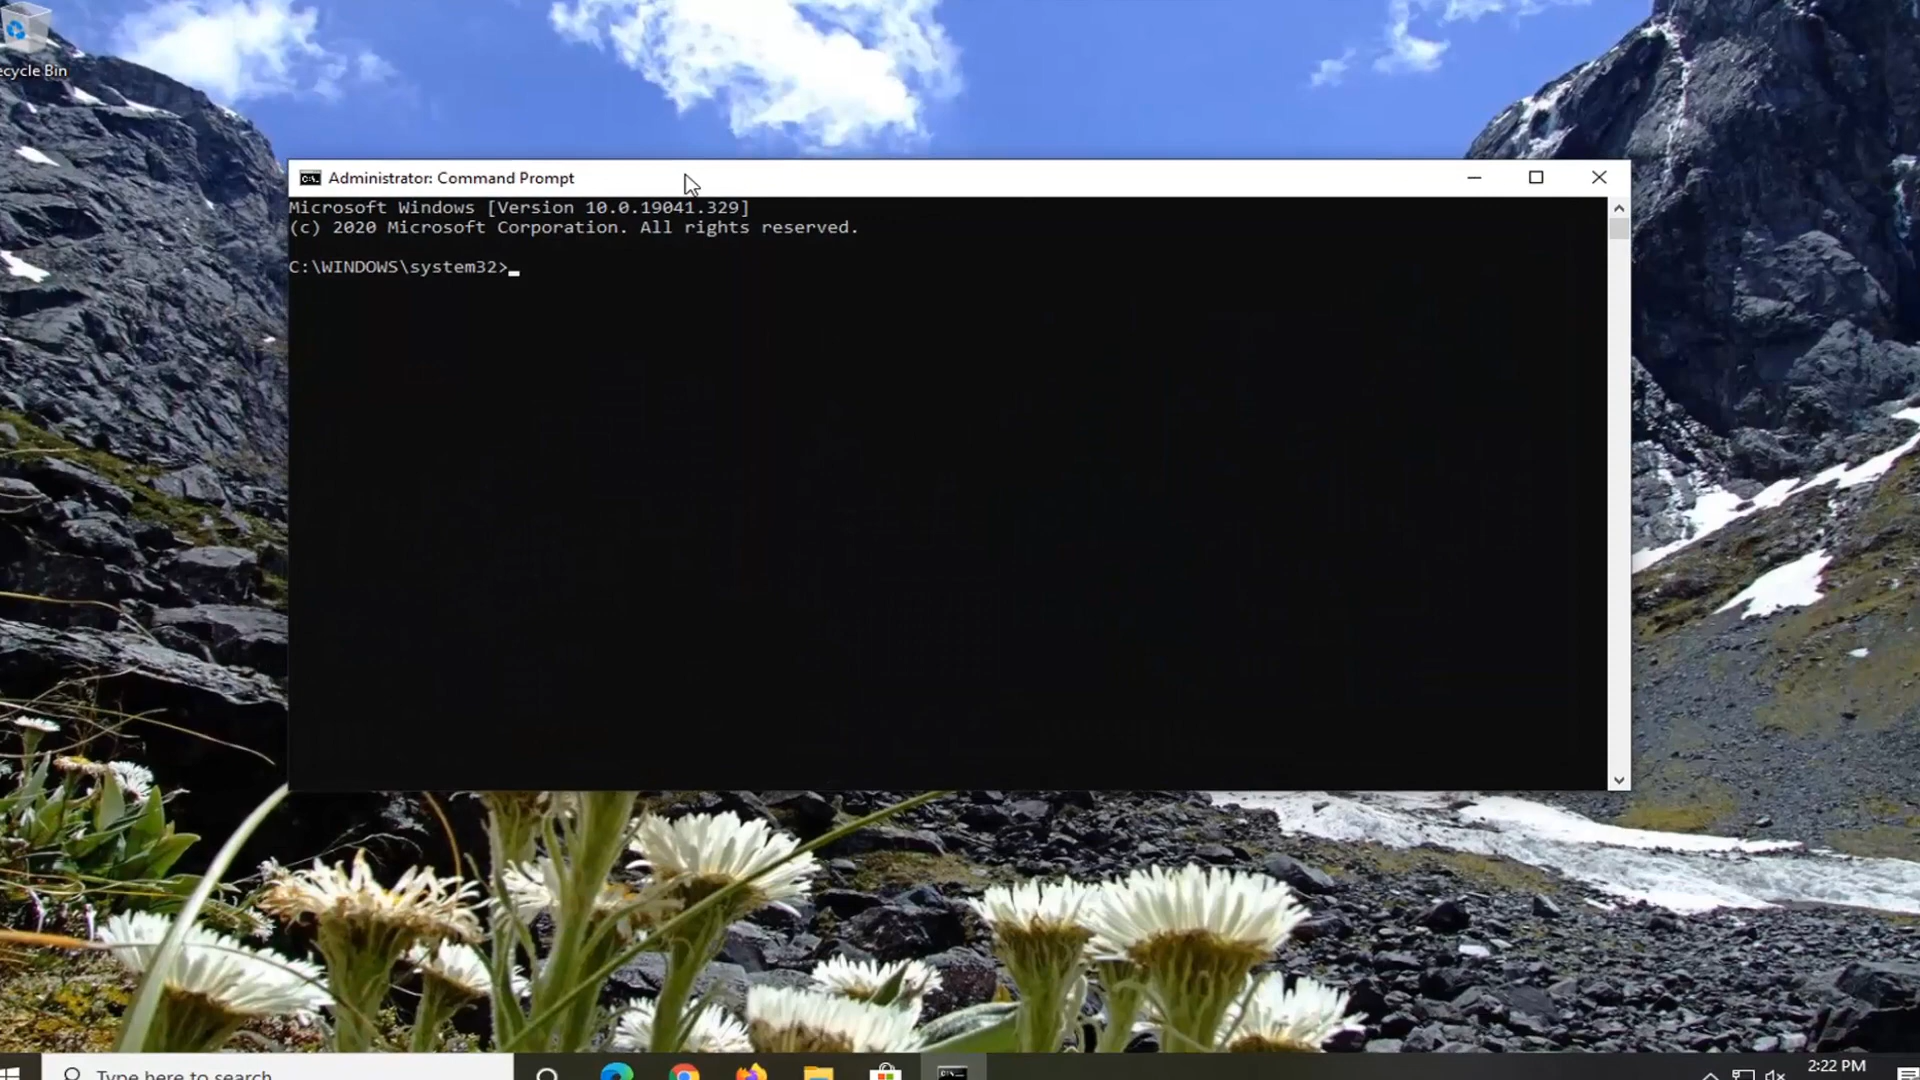 ecycle Bin
Administrator: Command Prompt
Microsoft Windows [Version 10.0.19041.329]
(c) 2020 Microsoft Corporation. All rights reserved.
C:\WINDOWS\system32>
Type here to search
2:22 PM